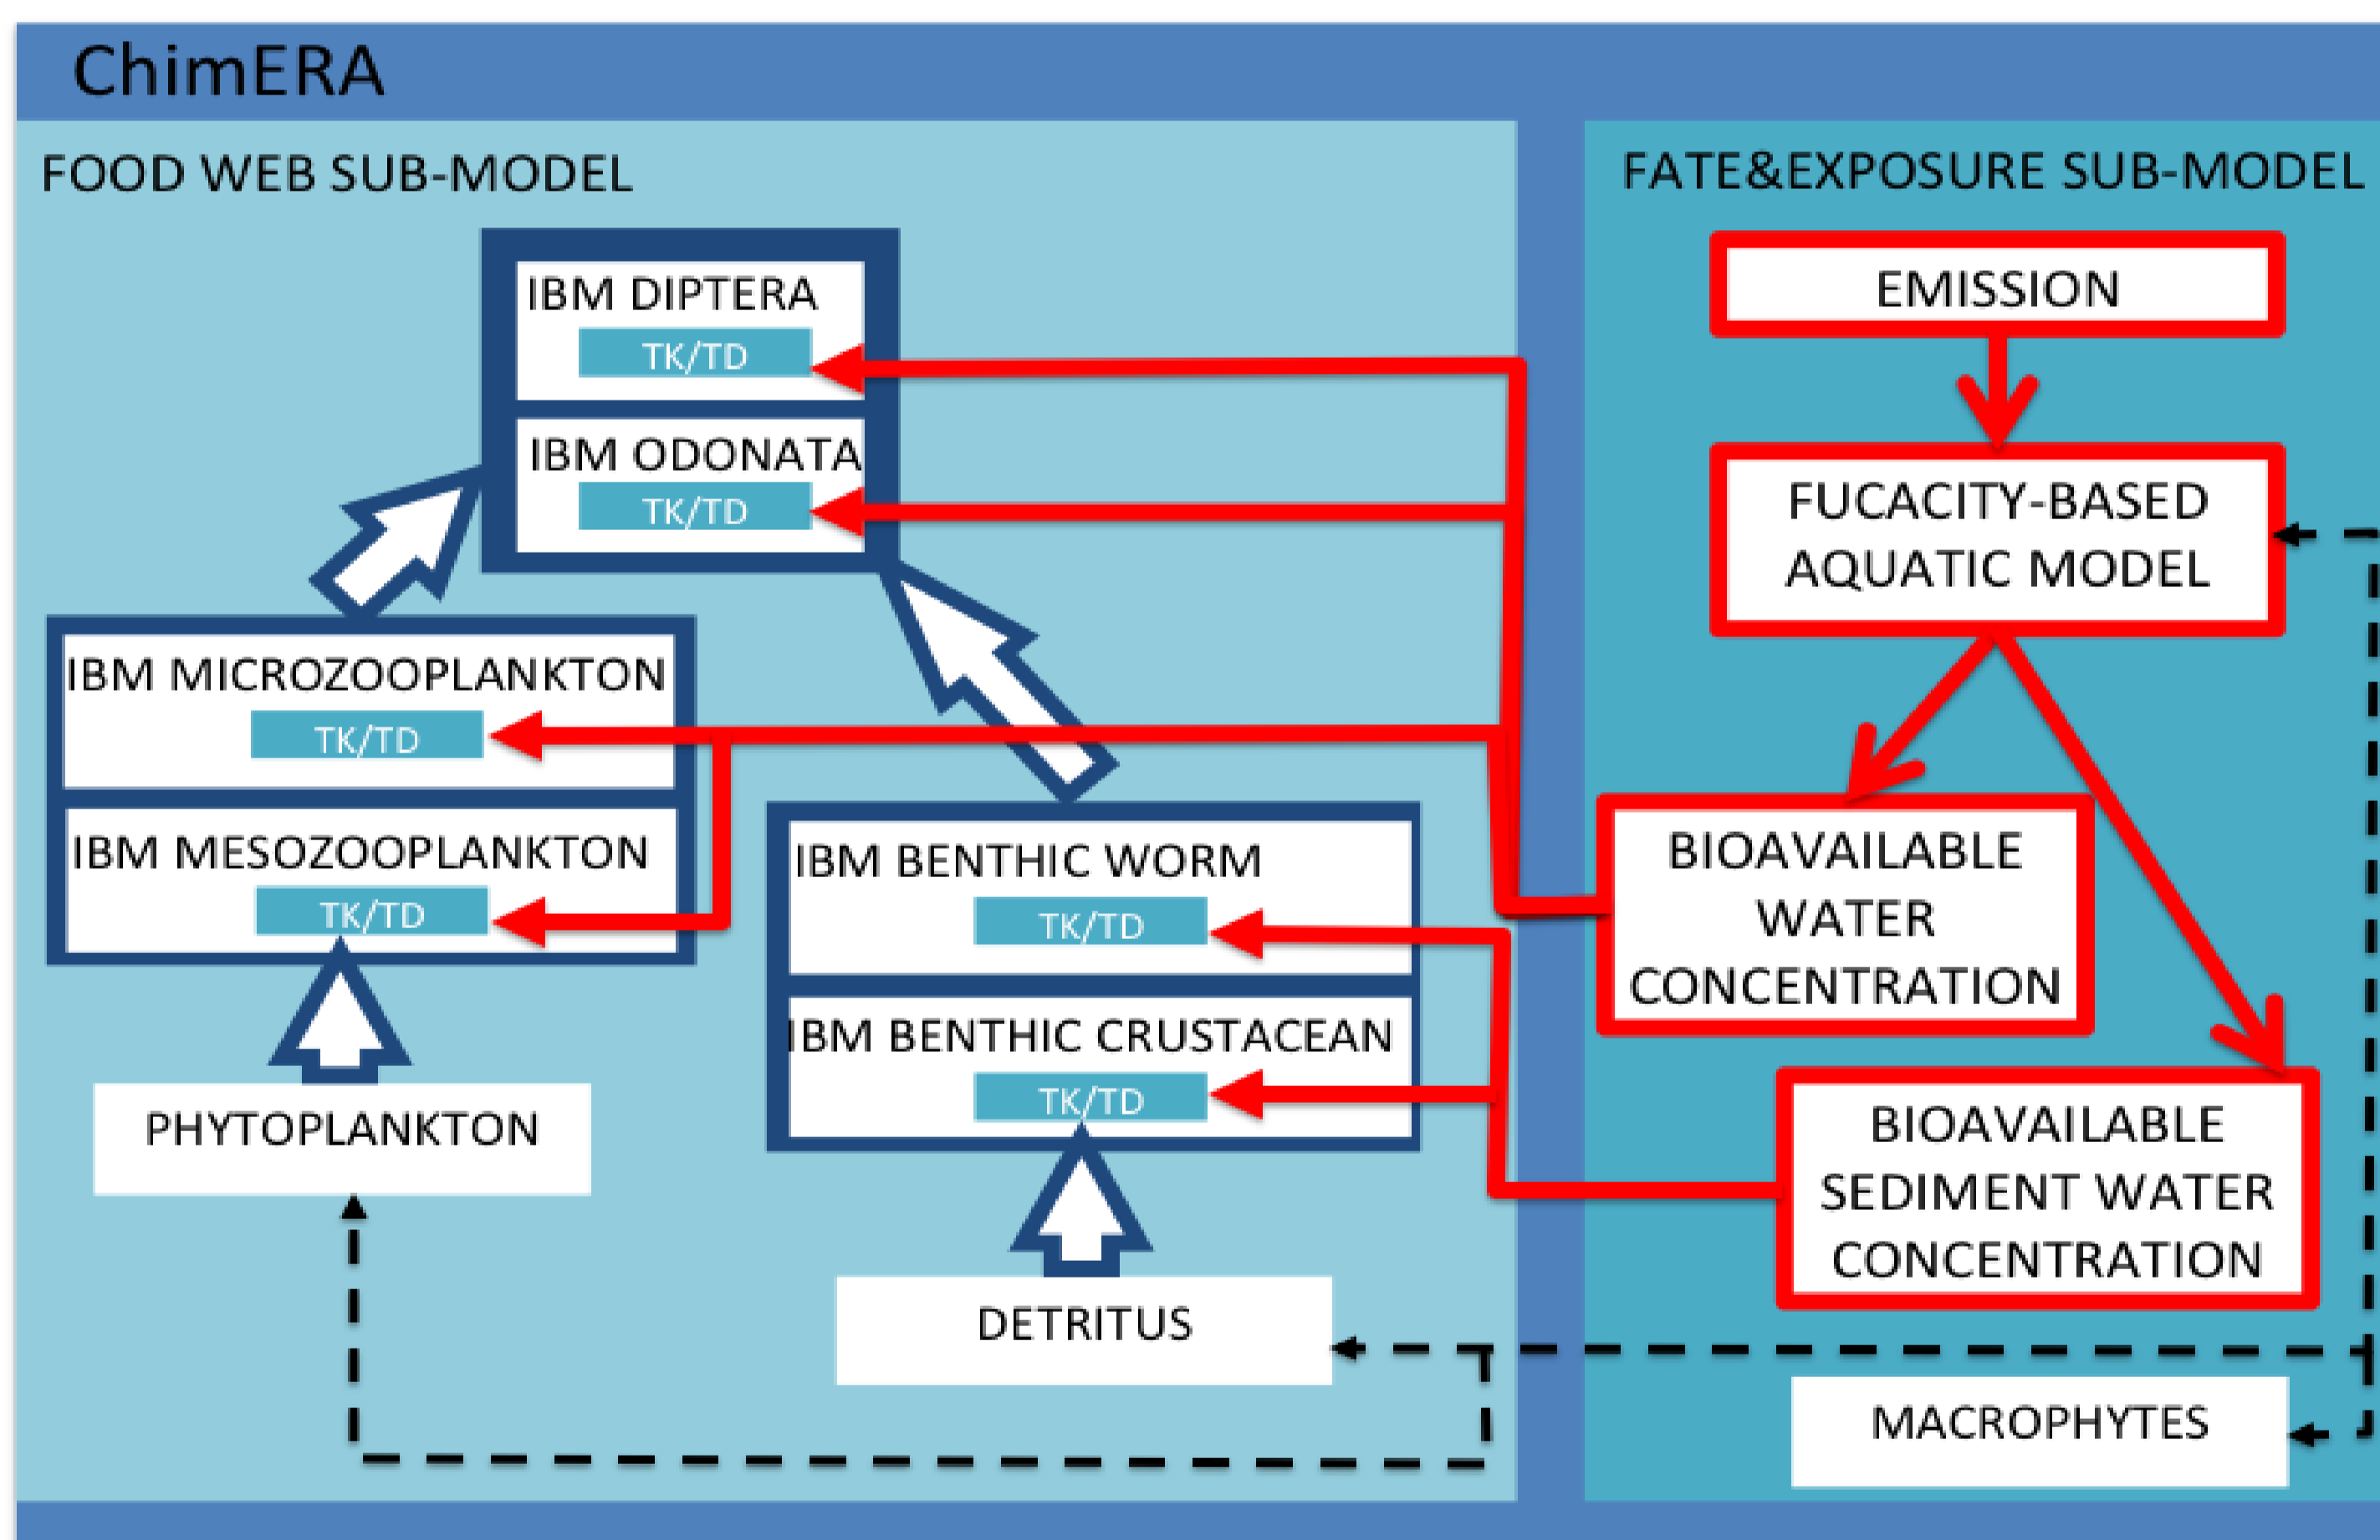 ChimERA
FOOD WEB SUB-MODEL
IBM DIPTERA
TK/TD
IBM ODONATA
TK/TD
IBM MICROZOOPLANKTON
TK/TD
IBM MESOZOOPLANKTON
TK/TD
IBM BENTHIC WORM
TK/TD
IBM BENTHIC CRUSTACEAN
TK/TD
PHYTOPLANKTON
DETRITUS
FATE&EXPOSURE SUB-MODEL
EMISSION
FUCACITY-BASED
AQUATIC MODEL
BIOAVAILABLE
WATER
CONCENTRATION
BIOAVAILABLE
SEDIMENT WATER
CONCENTRATION
MACROPHYTES